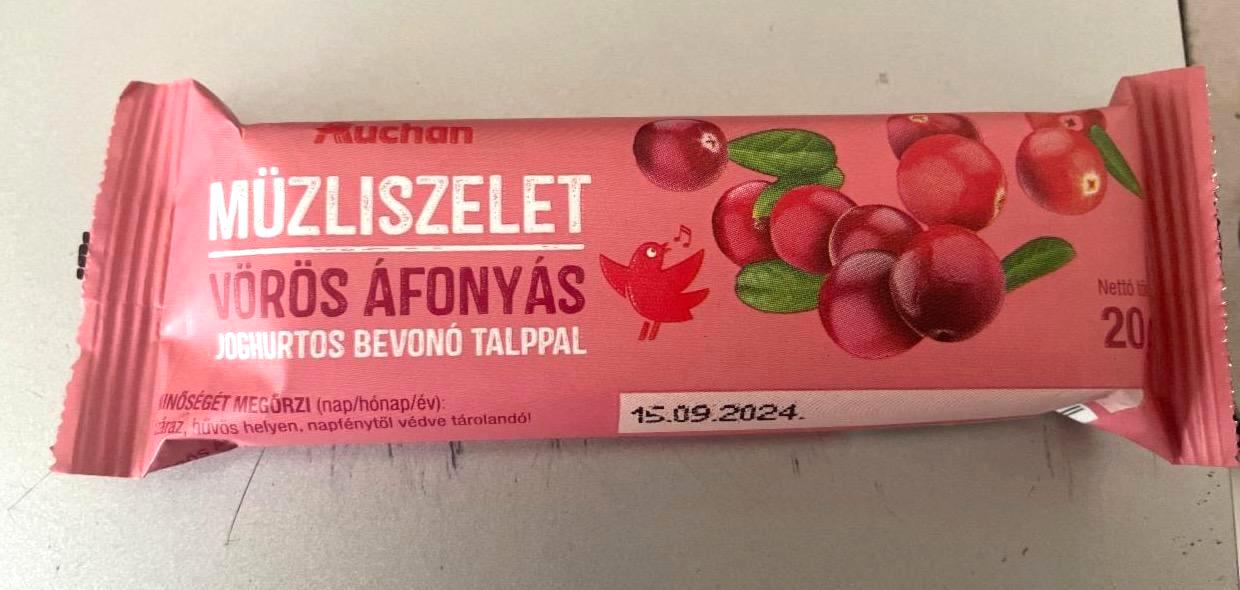 Auchan
MÜZLISZELET
VÖRÖS ÁFONYÁS
JOGHURTOS BEVONÓ TALPPAL
MEGŐRZI (nap/hónap/év):
hűvös helyen, napfénytől védve tárolandó!
15.09.2024.
Nettó
20